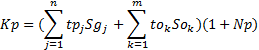 Kp = (∑_{j=1}^{n} tp_j Sg_j + ∑_{k=1}^{m} to_k So_k)(1 + Np)